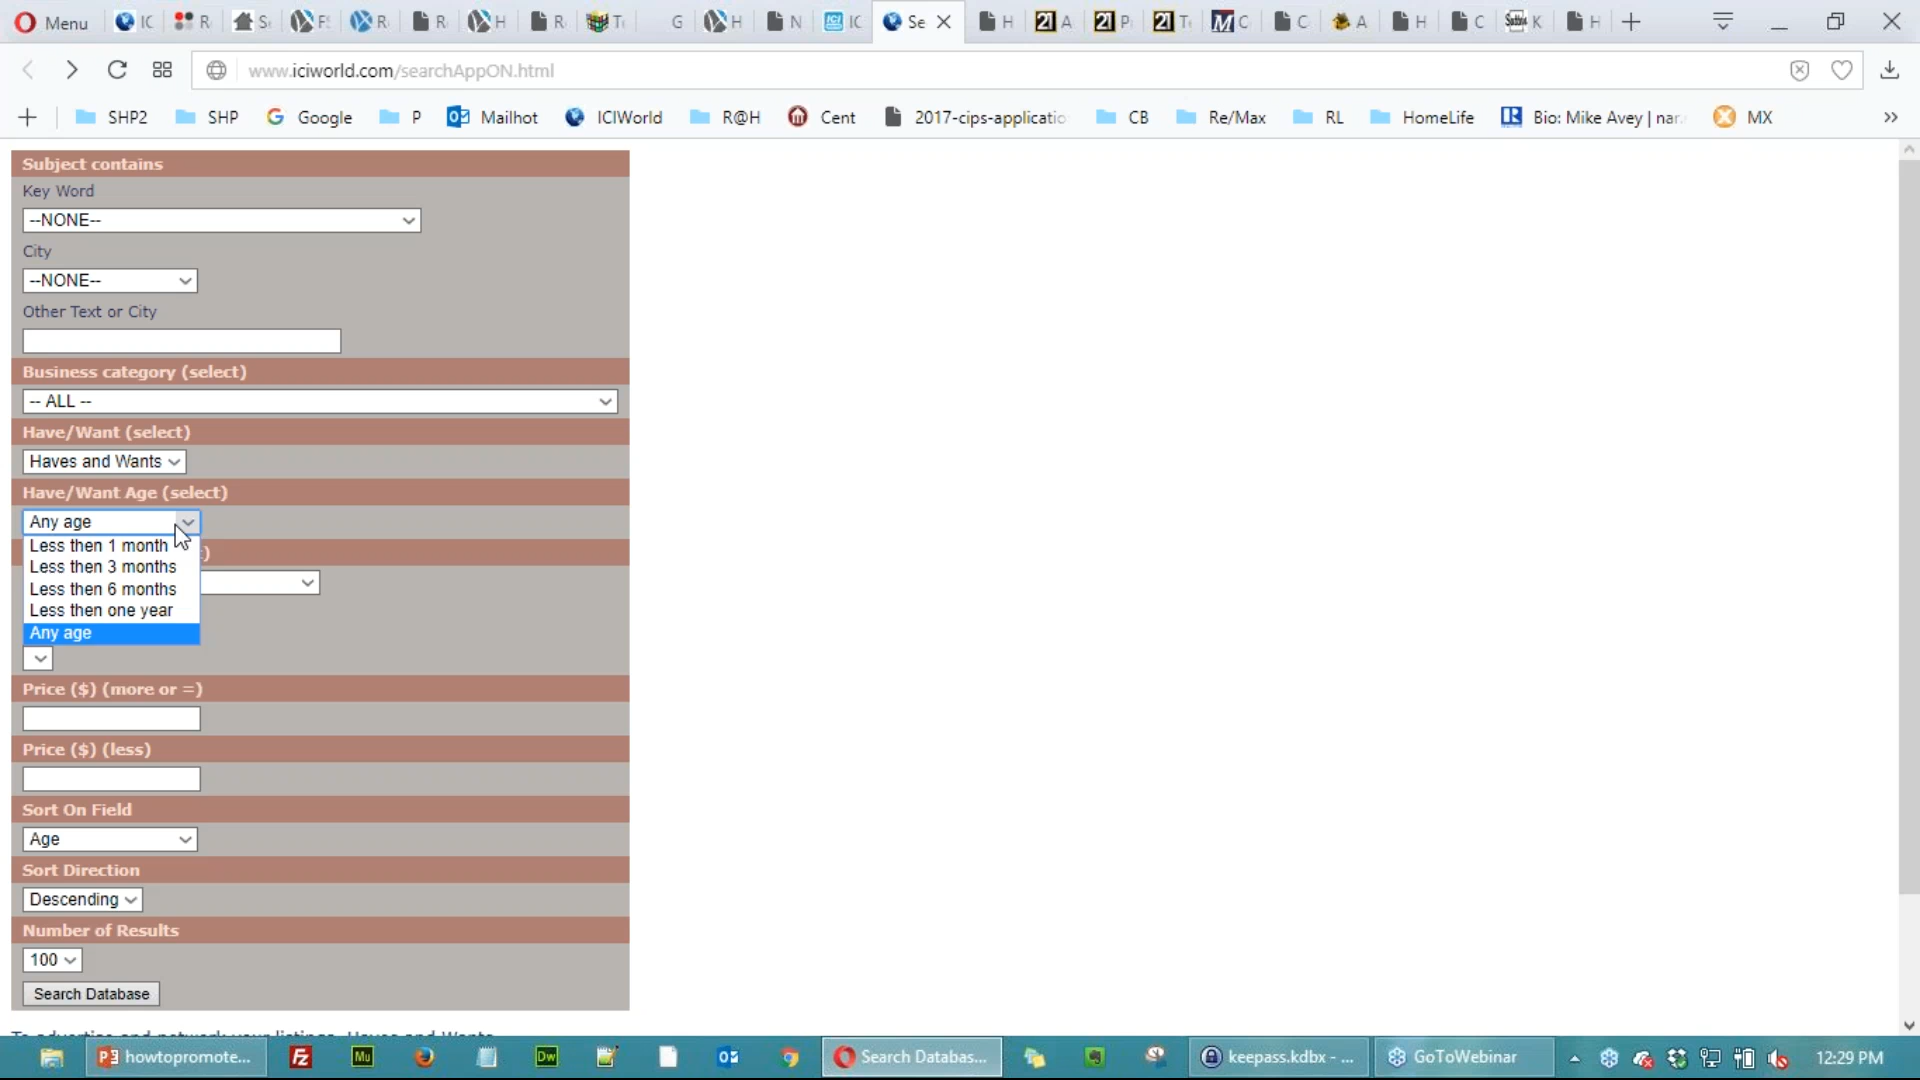 Menu
IC
R
S
F
R
R
H
R
T
G
H
N
IC
Se
H
A
P
T
C
C
A
H
C
K
H
www.iciworld.com/searchAppON.html
SHP2
SHP
Google
P
Mailhot
ICIWorld
R@H
Cent
2017-cips-applicatio
CB
Re/Max
RL
HomeLife
Bio: Mike Avey | nar.
MX
Subject contains
Key Word
--NONE--
City
--NONE--
Other Text or City
Business category (select)
-- ALL --
Have/Want (select)
Haves and Wants
Have/Want Age (select)
Any age
Less then 1 month
)
Less then 3 months
Less then 6 months
Less then one year
Any age
Price ($) (more or =)
Price ($) (less)
Sort On Field
Age
Sort Direction
Descending
Number of Results
100
Search Database
howtopromote...
Search Databas...
keepass.kdbx - ...
GoToWebinar
12:29 PM